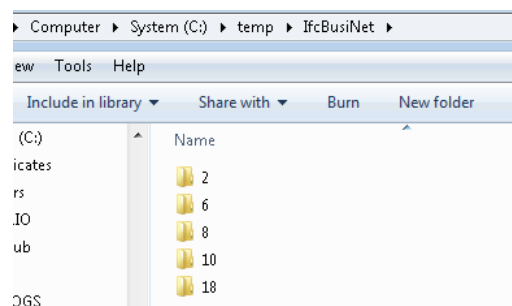 Computer System (C:) temp IfcBusiNet
ew Tools Help
Include in library Share with Burn New folder
(C:)
icates
rs
.IO
ub
OGS
Name
2
6
8
10
18